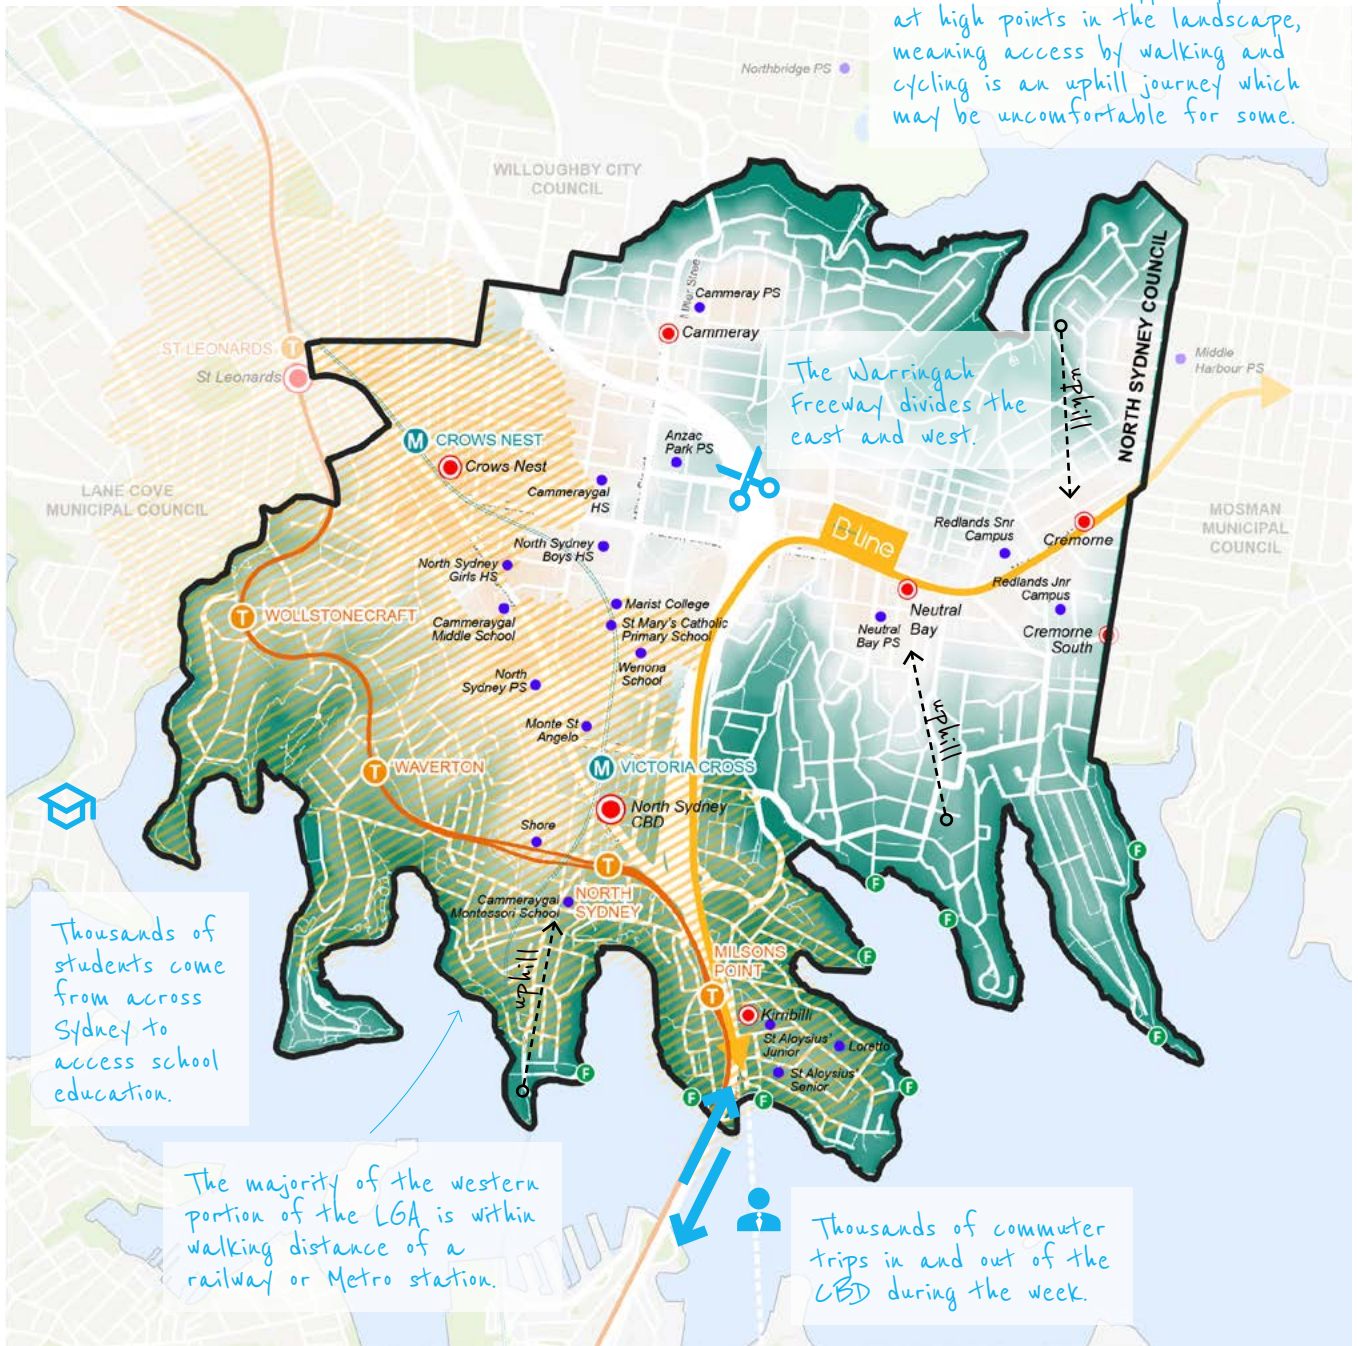 at high points in the landscape,
meaning access by walking and
cycling is an uphill journey which
may be uncomfortable for some.
Northbridge PS
WILLOUGHBY CITY
COUNCIL
NORTH SYDNEY COUNCIL
Cammeray PS
Cammeray
ST LEONARDS
T
St Leonards
The Warringah
Freeway divides the
east and west.
uphill
Middle
Harbour PS
M
CROWS NEST
Crows Nest
Anzac
Park PS
Cammeraygal
HS
LANE COVE
MUNICIPAL COUNCIL
MOSMAN
MUNICIPAL
COUNCIL
B-Line
Redlands Snr
Campus
Cremorne
North Sydney
Boys HS
North Sydney
Girls HS
Redlands Jnr
Campus
T
WOLLSTONECRAFT
Cammeraygal
Middle School
Marist College
St Mary's Catholic
Primary School
Neutral
Bay
Neutral
Bay PS
Cremorne
South
Wenona
School
North
Sydney PS
uphill
Monte St
Angelo
T
WAVERTON
M
VICTORIA CROSS
North Sydney
CBD
Shore
T
NORTH
SYDNEY
Cammeraygal
Montessori School
F
F
F
F
Thousands of
students come
from across
Sydney to
access school
education.
uphill
MILSONS
POINT
T
Kirribilli
St Aloysius'
Junior
Loretto
St Aloysius'
Senior
F
F
F
F
F
The majority of the western
portion of the LGA is within
walking distance of a
railway or Metro station.
Thousands of commuter
trips in and out of the
CBD during the week.